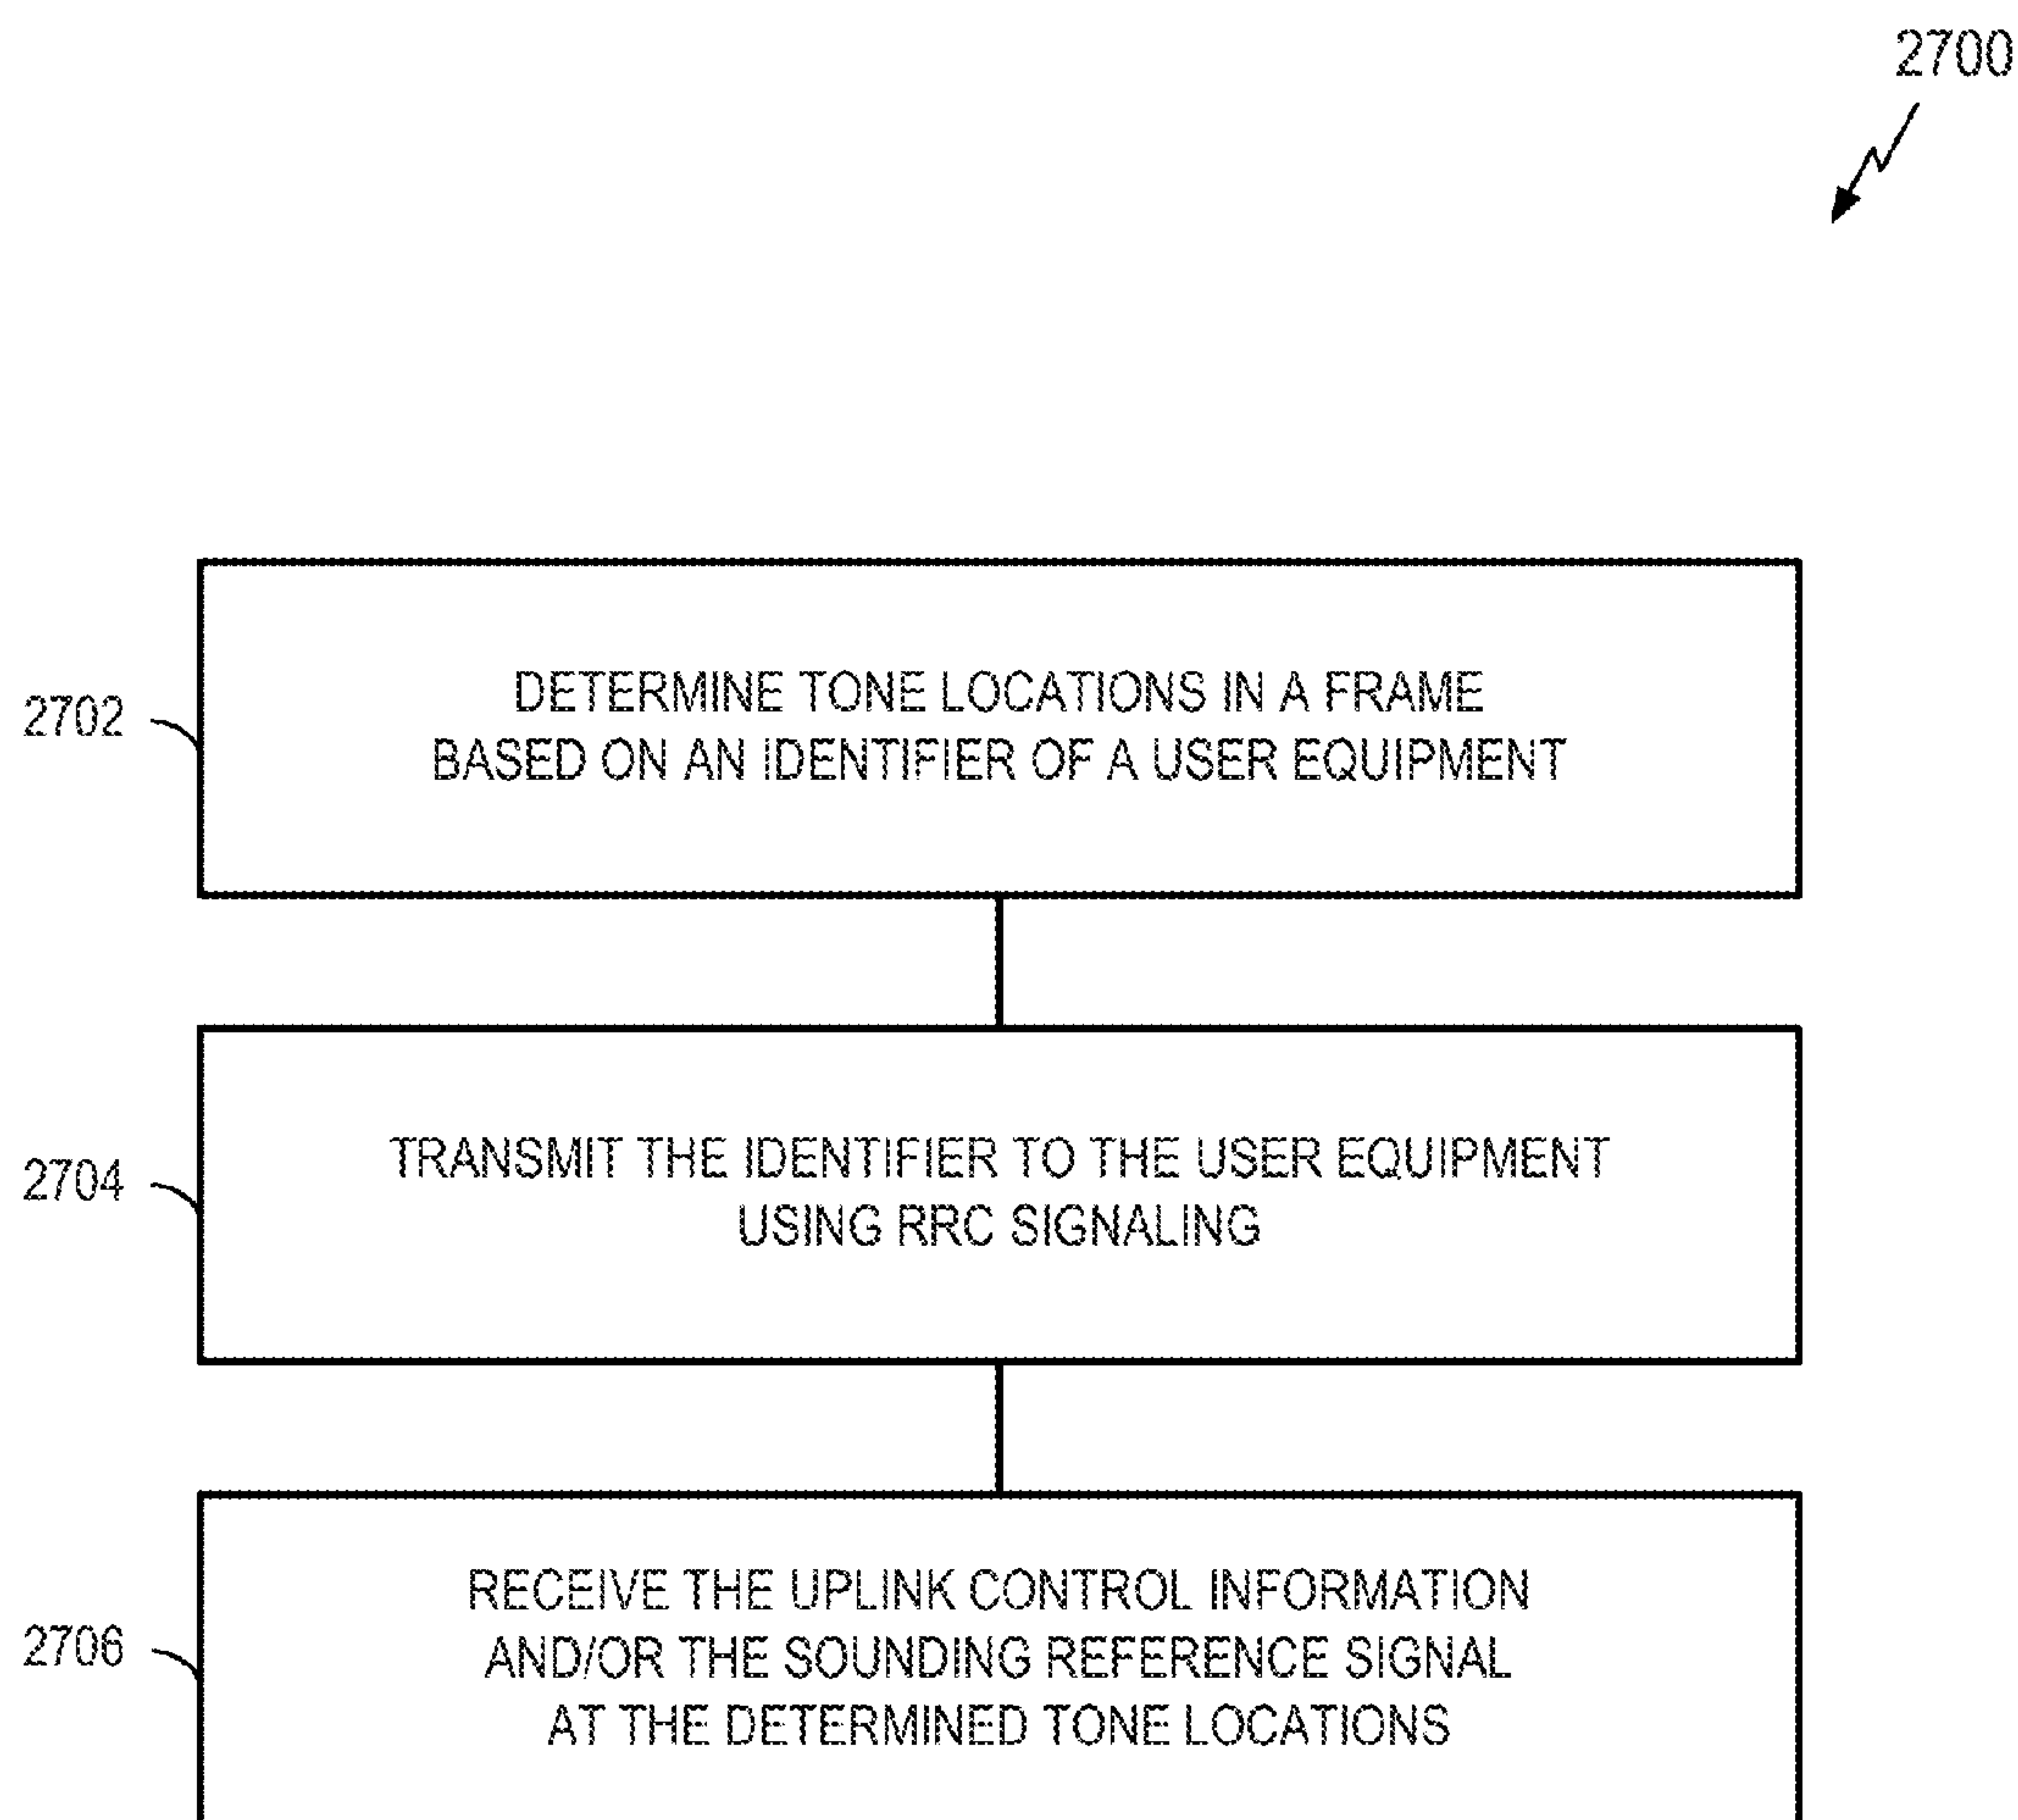 2700
2702
DETERMINE TONE LOCATIONS IN A FRAME
BASED ON AN IDENTIFIER OF A USER EQUIPMENT
2704
TRANSMIT THE IDENTIFIER TO THE USER EQUIPMENT
USING RRC SIGNALING
2706
RECEIVE THE UPLINK CONTROL INFORMATION
AND/OR THE SOUNDING REFERENCE SIGNAL
AT THE DETERMINED TONE LOCATIONS